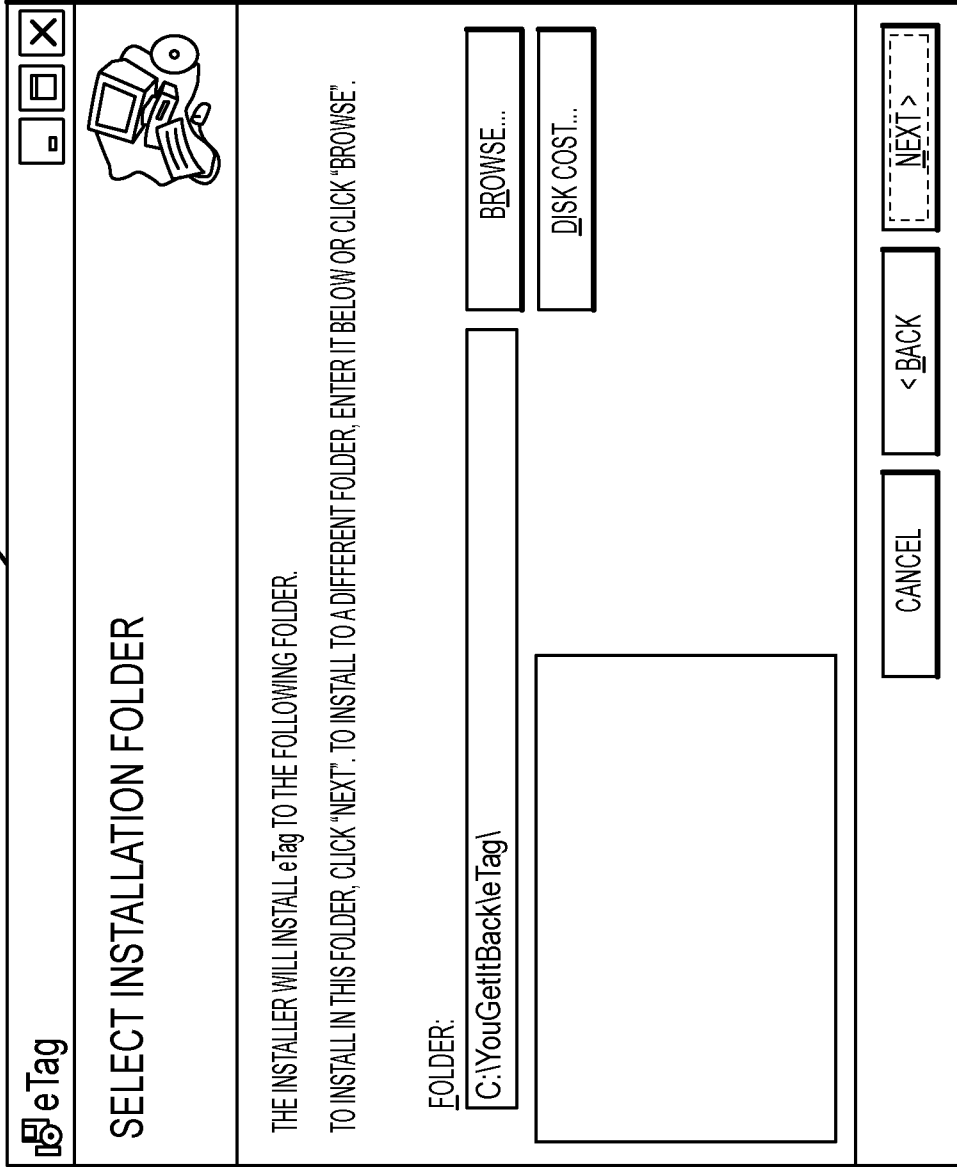 eTag
SELECT INSTALLATION FOLDER
THE INSTALLER WILL INSTALL eTag TO THE FOLLOWING FOLDER.
TO INSTALL IN THIS FOLDER, CLICK “NEXT”. TO INSTALL TO A DIFFERENT FOLDER, ENTER IT BELOW OR CLICK “BROWSE”.
FOLDER:
C:\YouGetItBack\eTag\
BROWSE...
DISK COST...
CANCEL
< BACK
NEXT >